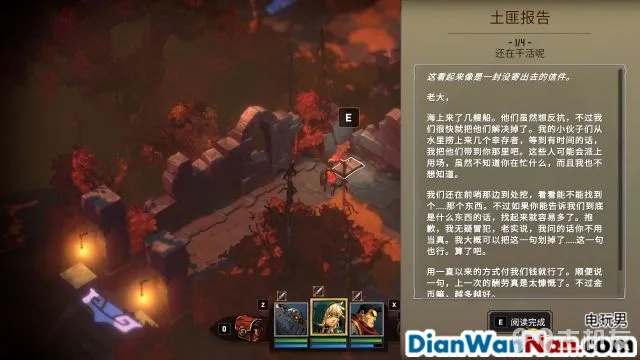 土匪报告
- 1/4 -
还在干活呢
这看起来像是一封没寄出去的信件。
老大，
海上来了几艘船。他们虽然想反抗，不过我
们很快就把他们解决掉了。我的小伙子们从
水里捞上来几个幸存者，等到有时间的话，
我把他们带到你那里吧。这些人可能会派上
用场，虽然不知道你在忙什么，而且我也不
想知道。
我们还在前哨那边到处挖，看看能不能找到
个.....那个东西。不过如果你能告诉我们到底
是什么东西的话，找起来就容易多了。抱
歉，我无疑冒犯，老实说，我问的话你不用
当真。我大概可以把这一句划掉了.....这一句
也行。算了吧。
用一直以来的方式付我们钱就行了。顺便说
一句，上一次的酬劳真是太慷慨了。不过金
币嘛，越多越好。
E
E 阅读完成
Z
X
0
电玩男
DianWanNan.com